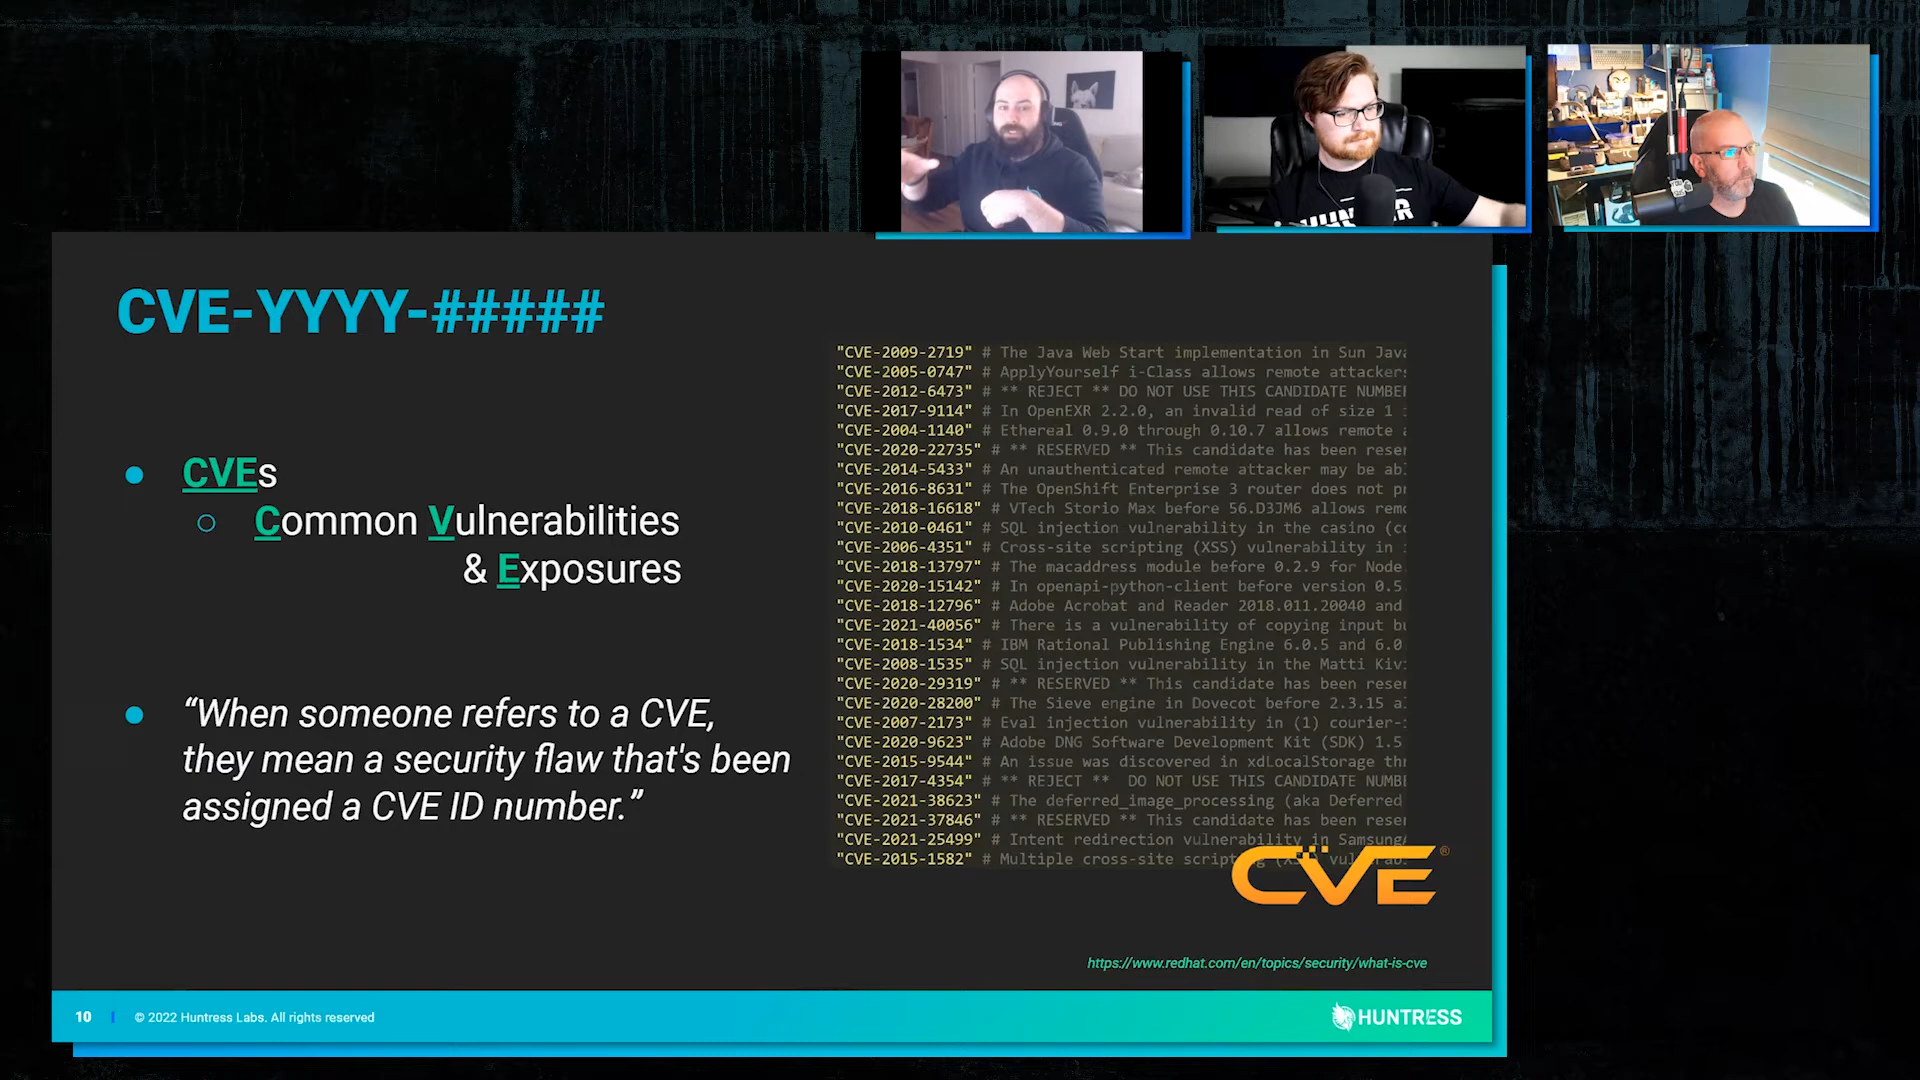 CVE-YYYY-#####
CVEs
Common Vulnerabilities
& Exposures
“When someone refers to a CVE,
they mean a security flaw that's been
assigned a CVE ID number.”
"CVE-2009-2719" # The Java Web Start implementation in Sun Java
"CVE-2005-0747" # ApplyYourself i-Class allows remote attackers
"CVE-2012-6473" # ** REJECT ** DO NOT USE THIS CANDIDATE NUMBER
"CVE-2017-9114" # In OpenEXR 2.2.0, an invalid read of size 1
"CVE-2004-1140" # Ethereal 0.9.0 through 0.10.7 allows remote a
"CVE-2020-22735" # ** RESERVED ** This candidate has been reser
"CVE-2014-5433" # An unauthenticated remote attacker may be abl
"CVE-2016-8631" # The OpenShift Enterprise 3 router does not pr
"CVE-2018-16618" # VTech Storio Max before 56.D3JM6 allows remo
"CVE-2010-0461" # SQL injection vulnerability in the casino (co
"CVE-2006-4351" # Cross-site scripting (XSS) vulnerability in
"CVE-2018-13797" # The macaddress module before 0.2.9 for Node
"CVE-2020-15142" # In openapi-python-client before version 0.5
"CVE-2018-12796" # Adobe Acrobat and Reader 2018.011.20040 and
"CVE-2021-40056" # There is a vulnerability of copying input bu
"CVE-2018-1534" # IBM Rational Publishing Engine 6.0.5 and 6.0
"CVE-2008-1535" # SQL injection vulnerability in the Matti Kivi
"CVE-2020-29319" # ** RESERVED ** This candidate has been reser
"CVE-2020-28200" # The Sieve engine in Dovecot before 2.3.15 al
"CVE-2007-2173" # Eval injection vulnerability in (1) courier-i
"CVE-2020-9623" # Adobe DNG Software Development Kit (SDK) 1.5
"CVE-2015-9544" # An issue was discovered in xdLocalStorage thr
"CVE-2017-4354" # ** REJECT ** DO NOT USE THIS CANDIDATE NUMBE
"CVE-2021-38623" # The deferred_image_processing (aka Deferred
"CVE-2021-37846" # ** RESERVED ** This candidate has been reser
"CVE-2021-25499" # Intent redirection vulnerability in Samsung
"CVE-2015-1582" # Multiple cross-site
CVE®
https://www.redhat.com/en/topics/security/what-is-cve
10 | © 2022 Huntress Labs. All rights reserved
HUNTRESS